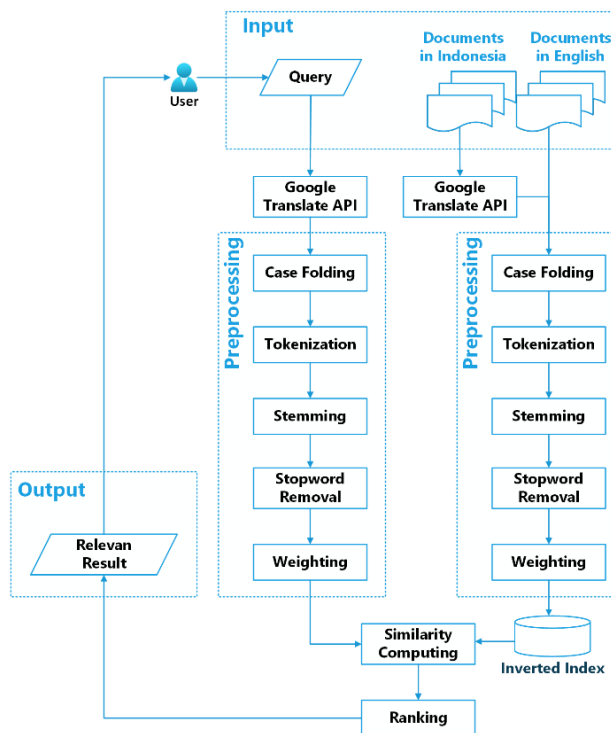 Input
Documents
in Indonesia
Documents
in English
User
Query
Google
Translate API
Google
Translate API
Preprocessing
Case Folding
Tokenization
Stemming
Stopword
Removal
Weighting
Preprocessing
Case Folding
Tokenization
Stemming
Stopword
Removal
Weighting
Output
Relevan
Result
Similarity
Computing
Inverted Index
Ranking